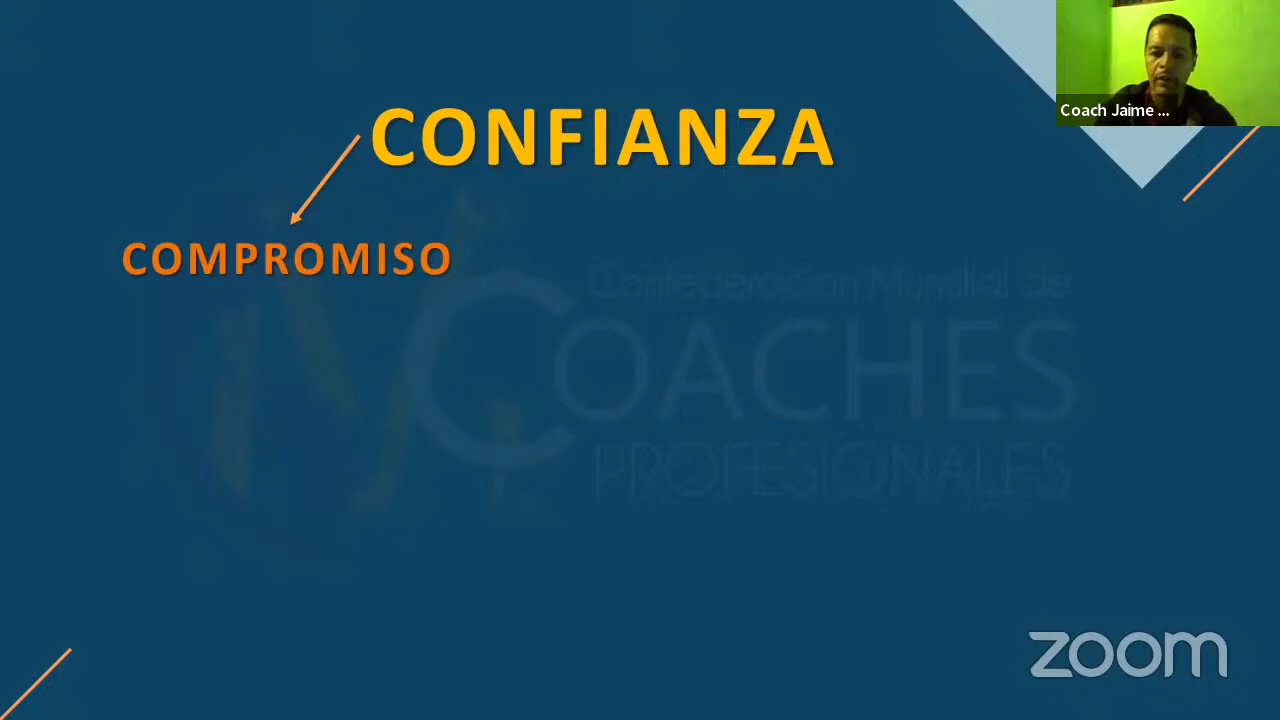 Coach Jaime ...
CONFIANZA
COMPROMISO
Confederación Mundial de
COACHES
PROFESIONALES
zoom